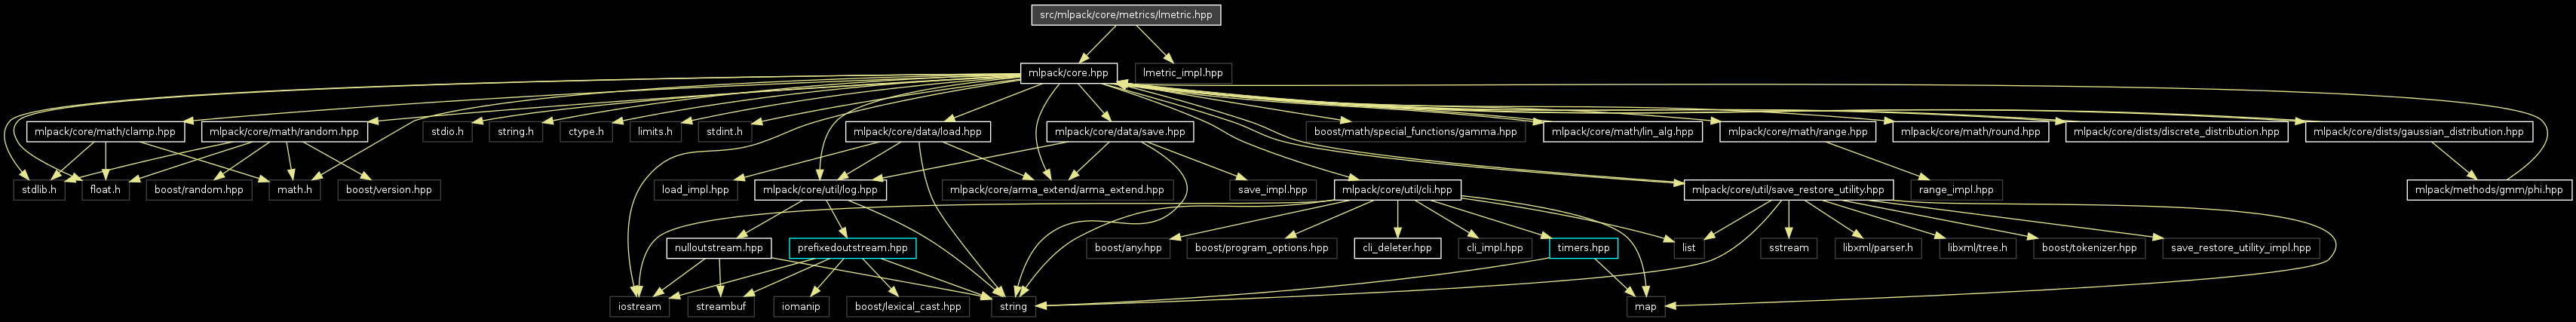 src/mlpack/core/metrics/lmetric.hpp
mlpack/core.hpp
lmetric_impl.hpp
mlpack/core/math/clamp.hpp
mlpack/core/math/random.hpp
stdio.h
string.h
ctype.h
limits.h
stdint.h
mlpack/core/data/load.hpp
mlpack/core/data/save.hpp
boost/math/special_functions/gamma.hpp
mlpack/core/math/lin_alg.hpp
mlpack/core/math/range.hpp
mlpack/core/math/round.hpp
mlpack/core/dists/discrete_distribution.hpp
mlpack/core/dists/gaussian_distribution.hpp
stdlib.h
float.h
boost/random.hpp
math.h
boost/version.hpp
load_impl.hpp
mlpack/core/util/log.hpp
mlpack/core/arma_extend/arma_extend.hpp
save_impl.hpp
mlpack/core/util/cli.hpp
mlpack/core/util/save_restore_utility.hpp
range_impl.hpp
mlpack/methods/gmm/phi.hpp
nulloutstream.hpp
prefixedoutstream.hpp
boost/any.hpp
boost/program_options.hpp
cli_deleter.hpp
cli_impl.hpp
timers.hpp
list
sstream
libxml/parser.h
libxml/tree.h
boost/tokenizer.hpp
save_restore_utility_impl.hpp
iostream
streambuf
iomanip
boost/lexical_cast.hpp
string
map